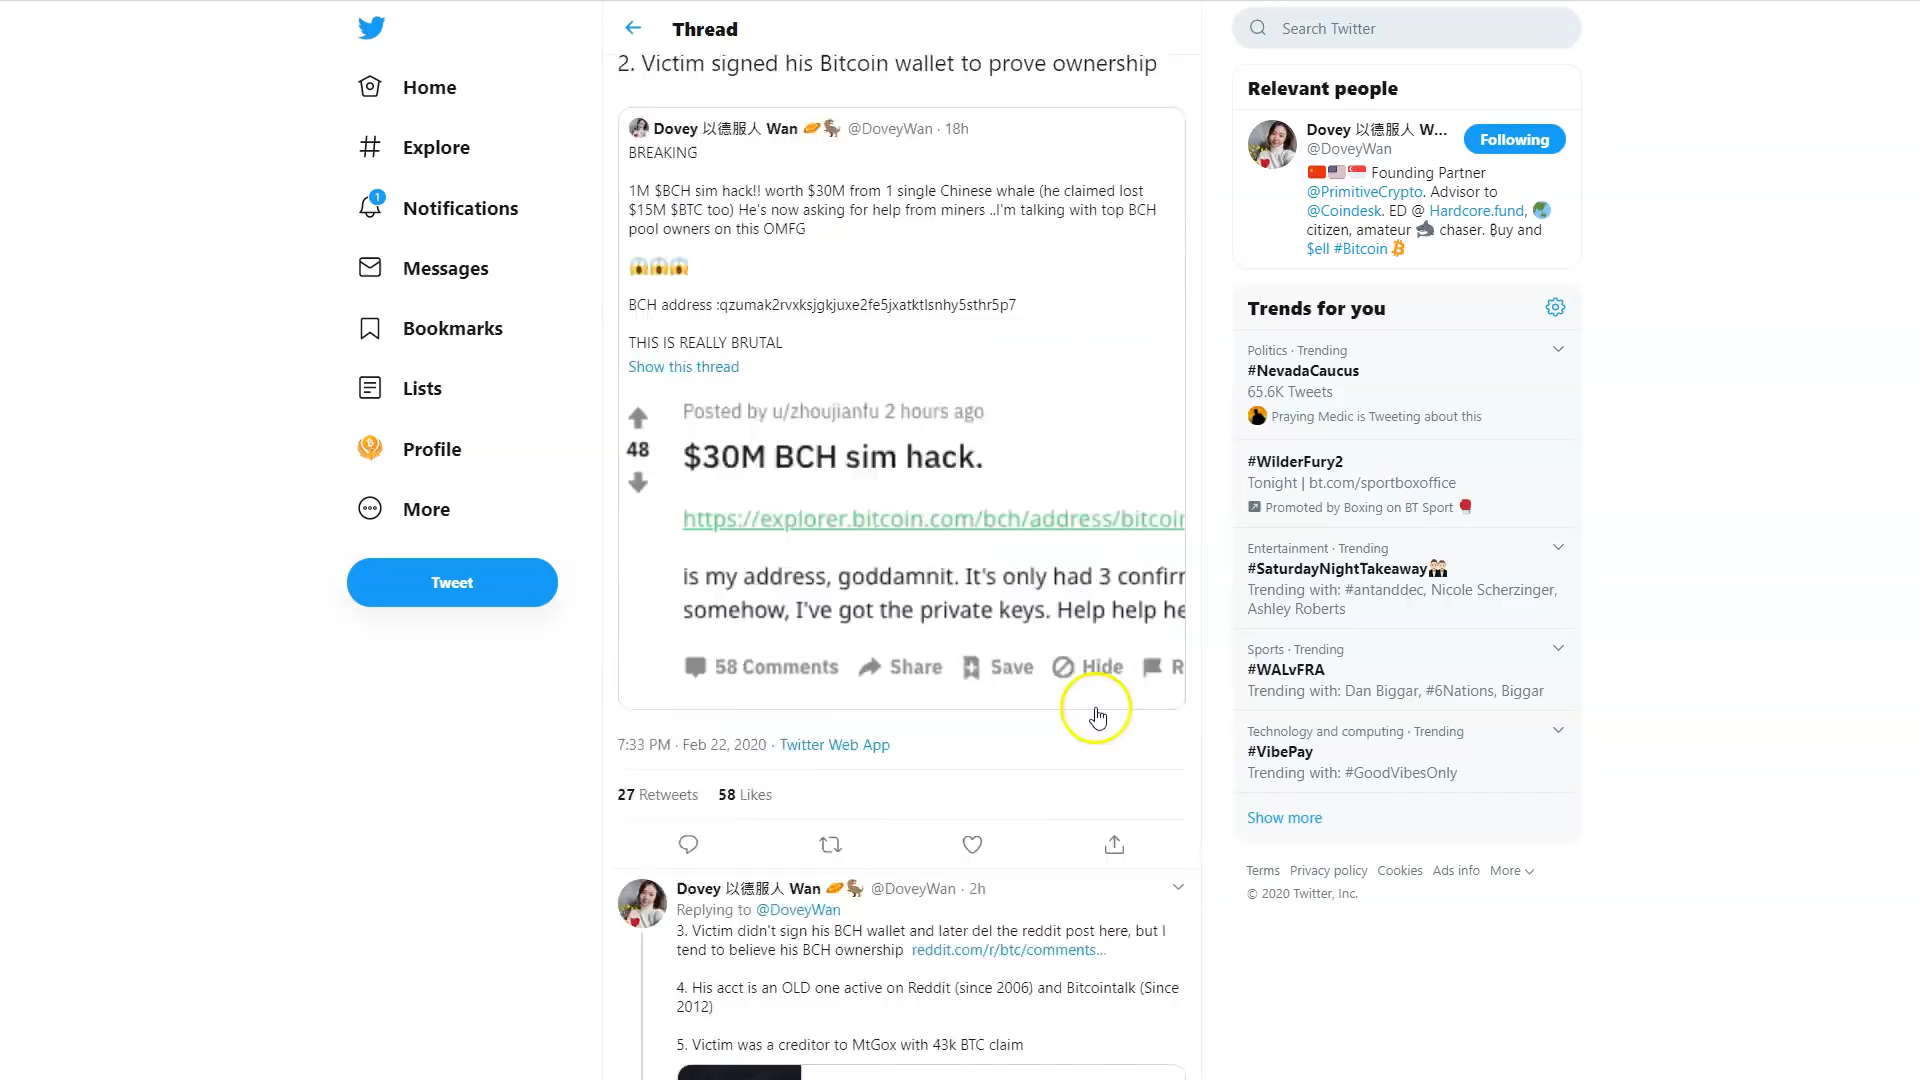 Home
Explore
1
Notifications
Messages
Bookmarks
Lists
Profile
More
Tweet
Thread
2. Victim signed his Bitcoin wallet to prove ownership
Dovey 以德服人 Wan @DoveyWan · 18h
BREAKING
1M $BCH sim hack!! worth $30M from 1 single Chinese whale (he claimed lost
$15M $BTC too) He's now asking for help from miners ..I'm talking with top BCH
pool owners on this OMFG
😱😱😱
BCH address :qzumak2rvxksjgkjuxe2fe5jxatktlsnhy5sthr5p7
THIS IS REALLY BRUTAL
Show this thread
Posted by u/zhoujianfu 2 hours ago
48
$30M BCH sim hack.
https://explorer.bitcoin.com/bch/address/bitcoin
is my address, goddamnit. It's only had 3 confirr
somehow, I've got the private keys. Help help he
58 Comments Share Save Hide R
7:33 PM · Feb 22, 2020 · Twitter Web App
27 Retweets 58 Likes
Dovey 以德服人 Wan @DoveyWan · 2h
Replying to @DoveyWan
3. Victim didn't sign his BCH wallet and later del the reddit post here, but I
tend to believe his BCH ownership reddit.com/r/btc/comments...
4. His acct is an OLD one active on Reddit (since 2006) and Bitcointalk (Since
2012)
5. Victim was a creditor to MtGox with 43k BTC claim
Search Twitter
Relevant people
Dovey 以德服人 W...
@DoveyWan
Following
🇨🇳🇺🇸🇸🇬 Founding Partner
@PrimitiveCrypto. Advisor to
@Coindesk. ED @ Hardcore.fund, 🌏
citizen, amateur 🦈 chaser. ₿uy and
$ell #Bitcoin
Trends for you
Politics · Trending
#NevadaCaucus
65.6K Tweets
Praying Medic is Tweeting about this
#WilderFury2
Tonight | bt.com/sportboxoffice
Promoted by Boxing on BT Sport 🥊
Entertainment · Trending
#SaturdayNightTakeaway
Trending with: #antanddec, Nicole Scherzinger,
Ashley Roberts
Sports · Trending
#WALvFRA
Trending with: Dan Biggar, #6Nations, Biggar
Technology and computing · Trending
#VibePay
Trending with: #GoodVibesOnly
Show more
Terms Privacy policy Cookies Ads info More
© 2020 Twitter, Inc.